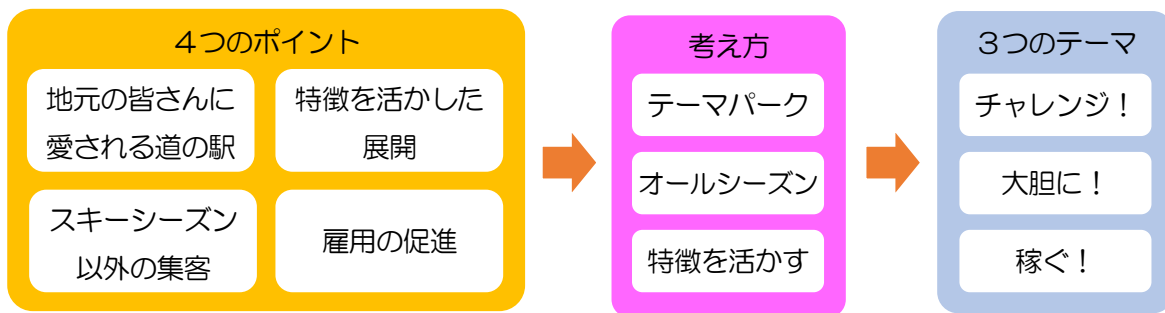 ４つのポイント
地元の皆さんに
愛される道の駅
特徴を活かした
展開
スキーシーズン
以外の集客
雇用の促進
考え方
テーマパーク
オールシーズン
特徴を活かす
３つのテーマ
チャレンジ！
大胆に！
稼ぐ！